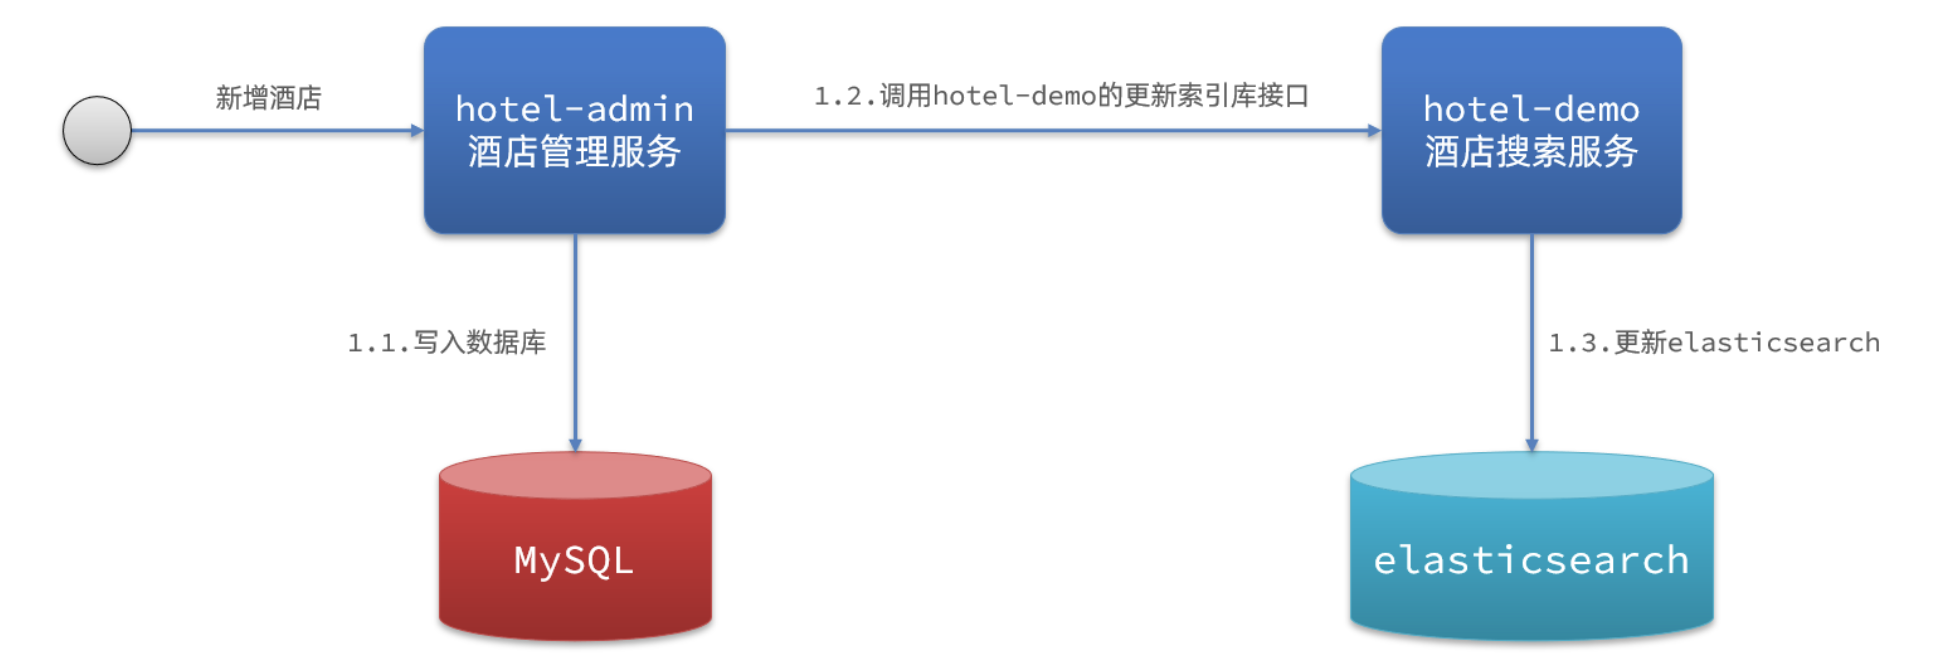 新增酒店
hotel-admin
酒店管理服务
1.2.调用hotel-demo的更新索引库接口
hotel-demo
酒店搜索服务
1.1.写入数据库
1.3.更新elasticsearch
MySQL
elasticsearch